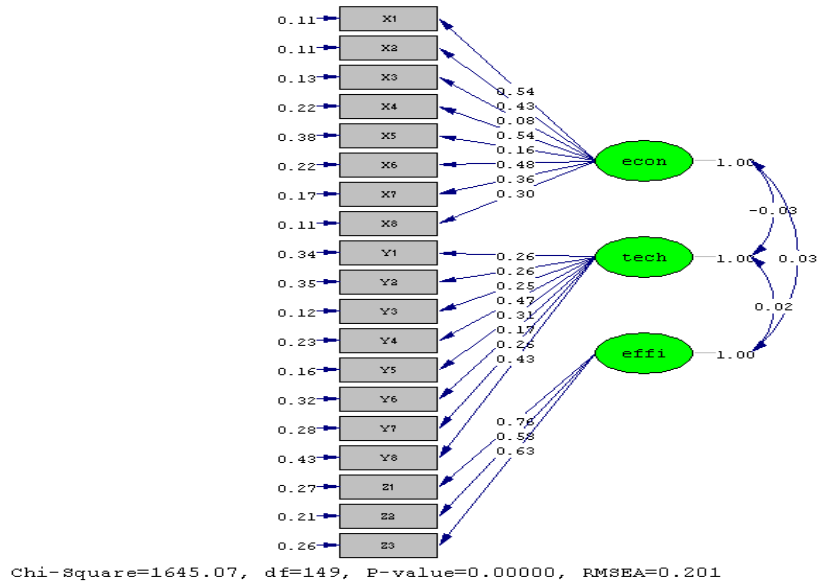 0.11 X1
0.11 X2
0.13 X3
0.22 X4
0.38 X5
0.22 X6
0.17 X7
0.11 X8
0.34 Y1
0.35 Y2
0.12 Y3
0.23 Y4
0.16 Y5
0.32 Y6
0.28 Y7
0.43 Y8
0.27 Z1
0.21 Z2
0.26 Z3
0.54
0.43
0.08
0.54
0.16
0.48
0.36
0.30
0.26
0.26
0.25
0.47
0.31
0.17
0.26
0.43
0.76
0.58
0.63
econ 1.00
tech 1.00
effi 1.00
-0.03
0.03
0.02
Chi-Square=1645.07, df=149, P-value=0.00000, RMSEA=0.201